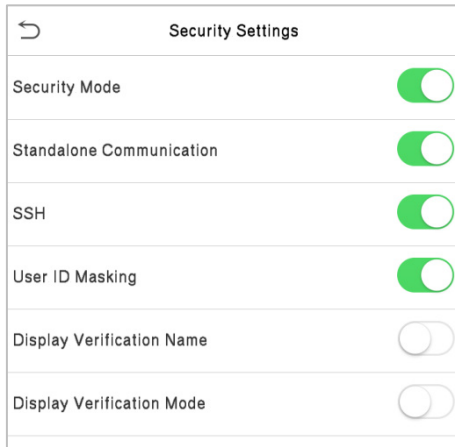 Security Settings
Security Mode
Standalone Communication
SSH
User ID Masking
Display Verification Name
Display Verification Mode